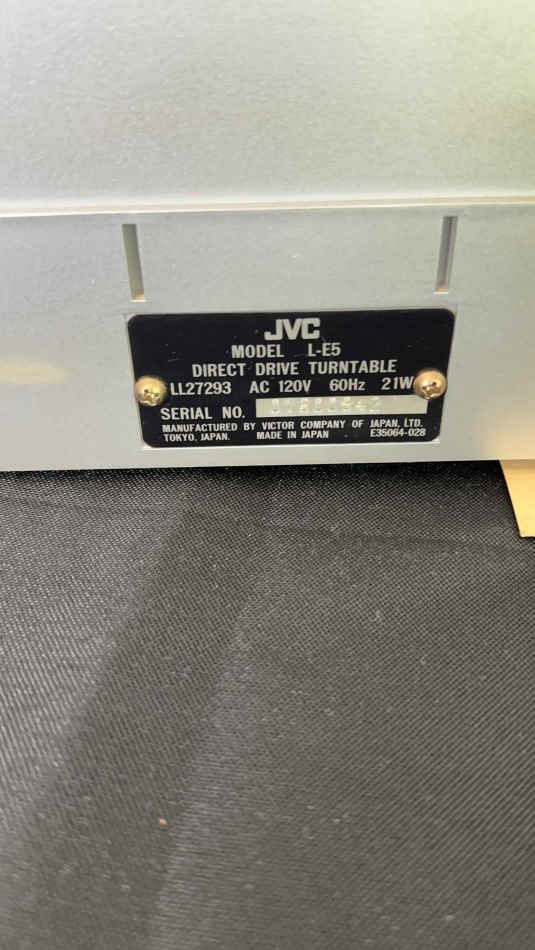 JVC
MODEL L-E5
DIRECT DRIVE TURNTABLE
LL27293 AC 120V 60Hz 21W
SERIAL NO.
MANUFACTURED BY VICTOR COMPANY OF JAPAN, LTD.
TOKYO, JAPAN. MADE IN JAPAN E35064-028